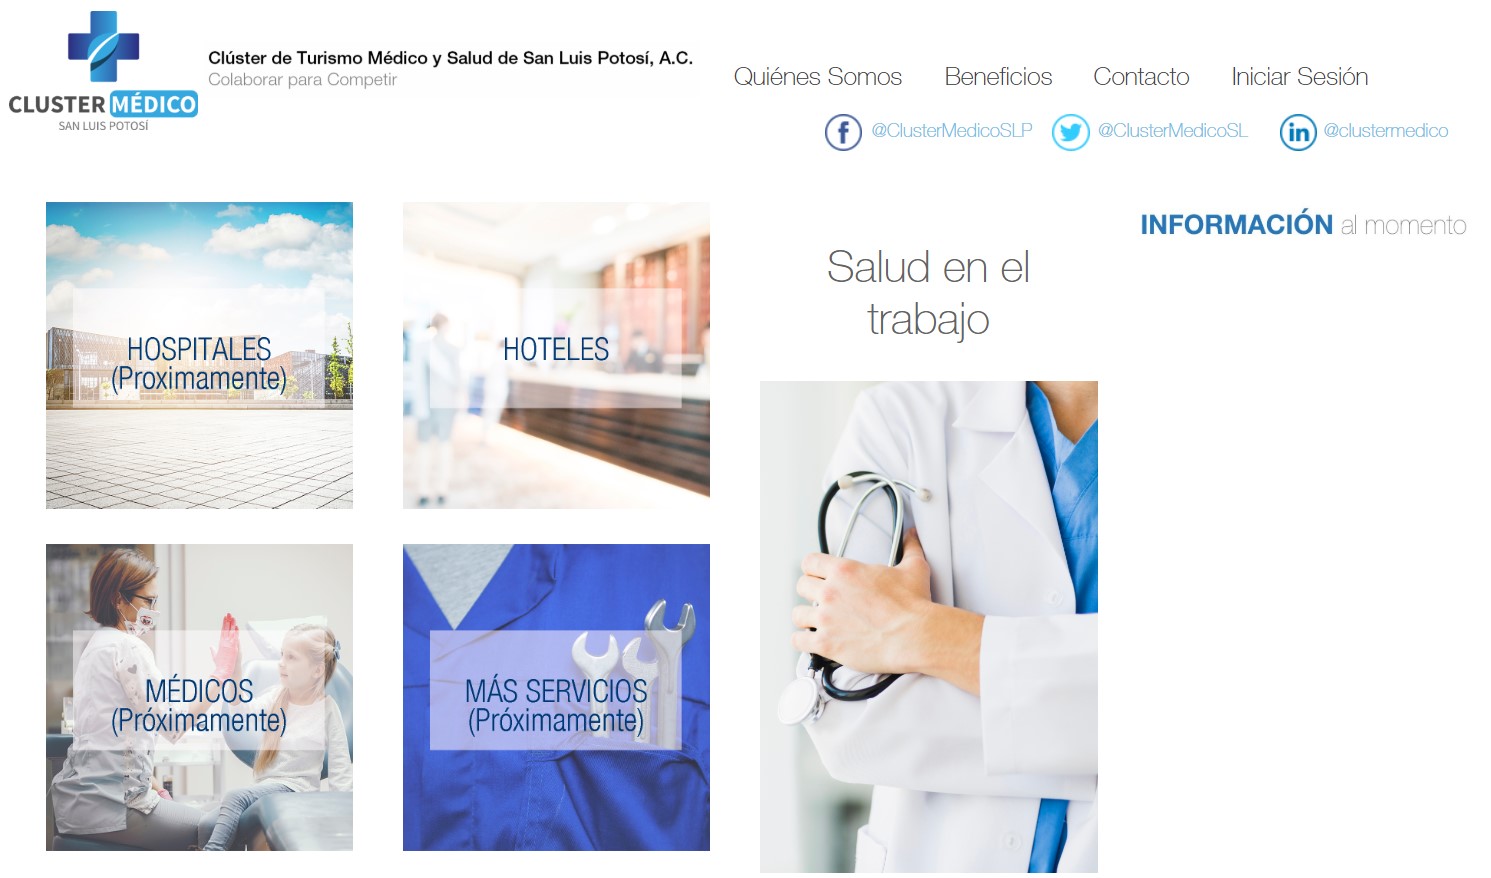 CLUSTER MÉDICO
SAN LUIS POTOSÍ
Clúster de Turismo Médico y Salud de San Luis Potosí, A.C.
Colaborar para Competir
Quiénes Somos Beneficios Contacto Iniciar Sesión
@ClusterMedicoSLP @ClusterMedicoSL @clustermedico
HOSPITALES
(Proximamente)
HOTELES
MÉDICOS
(Próximamente)
MÁS SERVICIOS
(Próximamente)
Salud en el
trabajo
INFORMACIÓN al momento